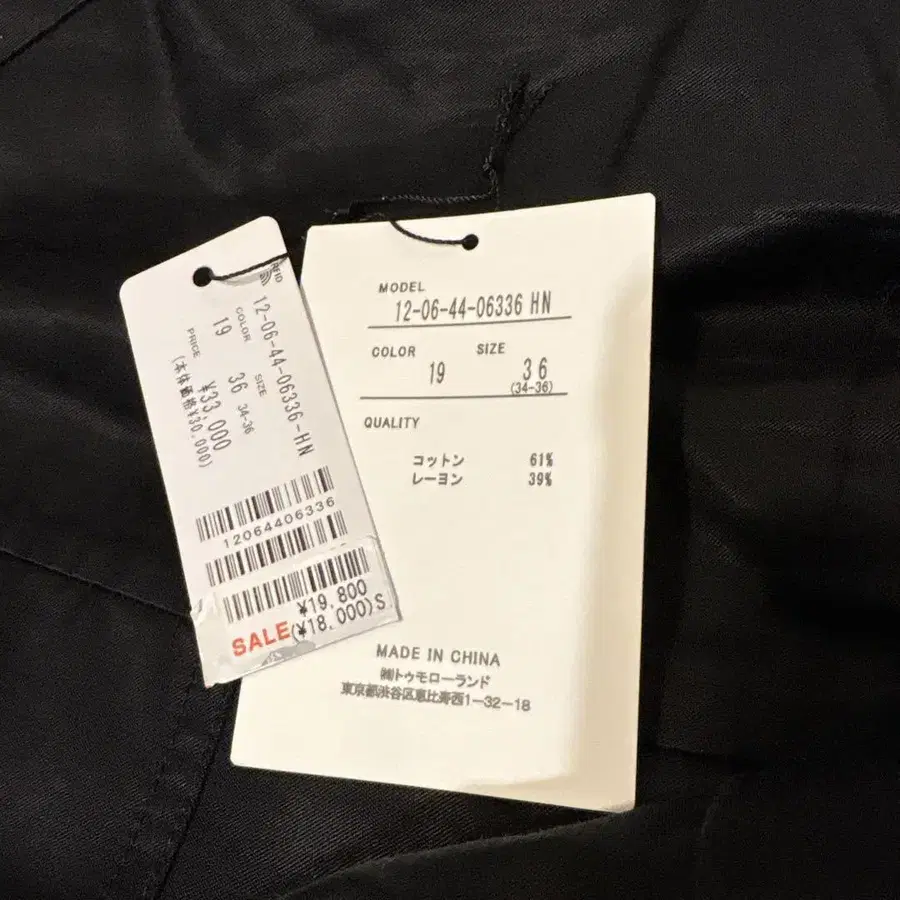 RFID
12-06-44-06336-HN
COLOR SIZE
19 36 34-36
PRICE ¥33,000
(本体価格¥30,000)
12064406336
¥19,800
SALE(¥18,000)S
MODEL
12-06-44-06336 HN
COLOR SIZE
19 36
(34-36)
QUALITY
コットン 61%
レーヨン 39%
MADE IN CHINA
㈱トゥモローランド
東京都渋谷区恵比寿西1-32-18